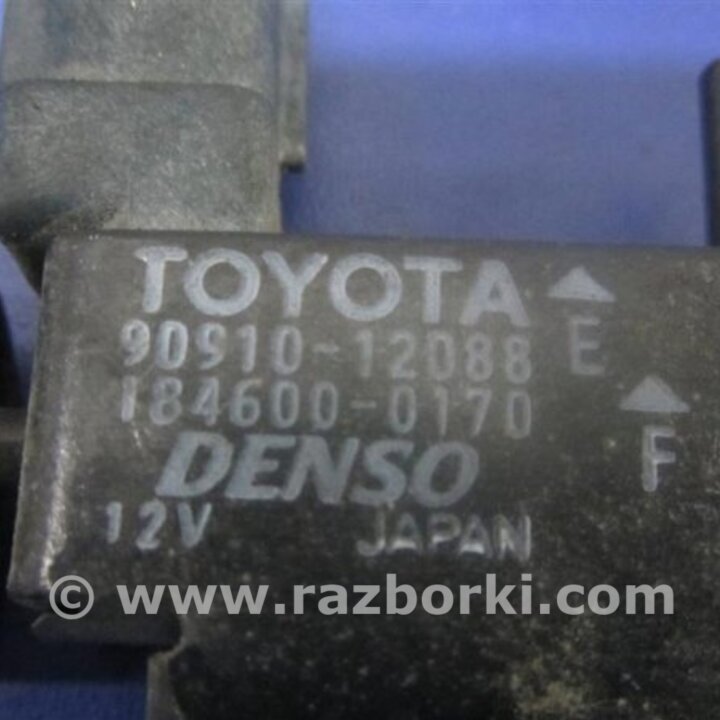 TOYOTA
90910-12088 E
184600-0170 F
DENSO
12V JAPAN
© www.razborki.com